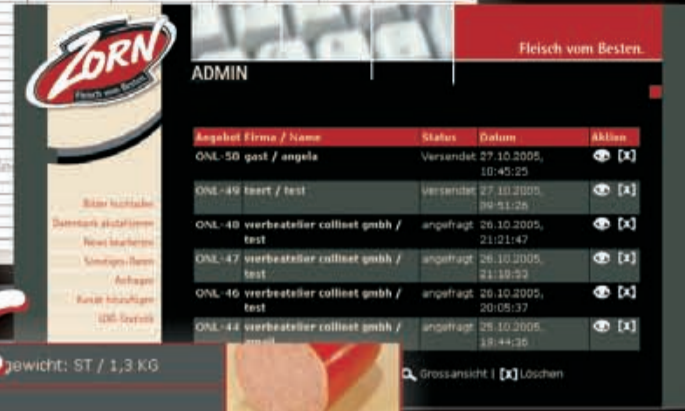 ZORN
Fleisch vom Besten.
Fleisch vom Besten.
ADMIN
Angebot Firma / Name Status Datum Aktion
ONL-50 gast / angela Versendet 27.10.2005, 10:45:25 [x]
ONL-49 teert / test Versendet 27.10.2005, 09:51:26 [x]
ONL-48 werbeatelier collinet gmbh / test angefragt 26.10.2005, 21:21:47 [x]
ONL-47 werbeatelier collinet gmbh / test angefragt 26.10.2005, 21:18:53 [x]
ONL-46 werbeatelier collinet gmbh / test angefragt 26.10.2005, 20:05:37 [x]
ONL-44 werbeatelier collinet gmbh / angefragt 25.10.2005, 19:44:36 [x]
Bilder hochladen
Datenbank aktualisieren
News bearbeiten
Sonstiges-Daten
Anfragen
Kunde hinzufügen
Grossansicht | [x] Löschen
gewicht: ST / 1,3 KG